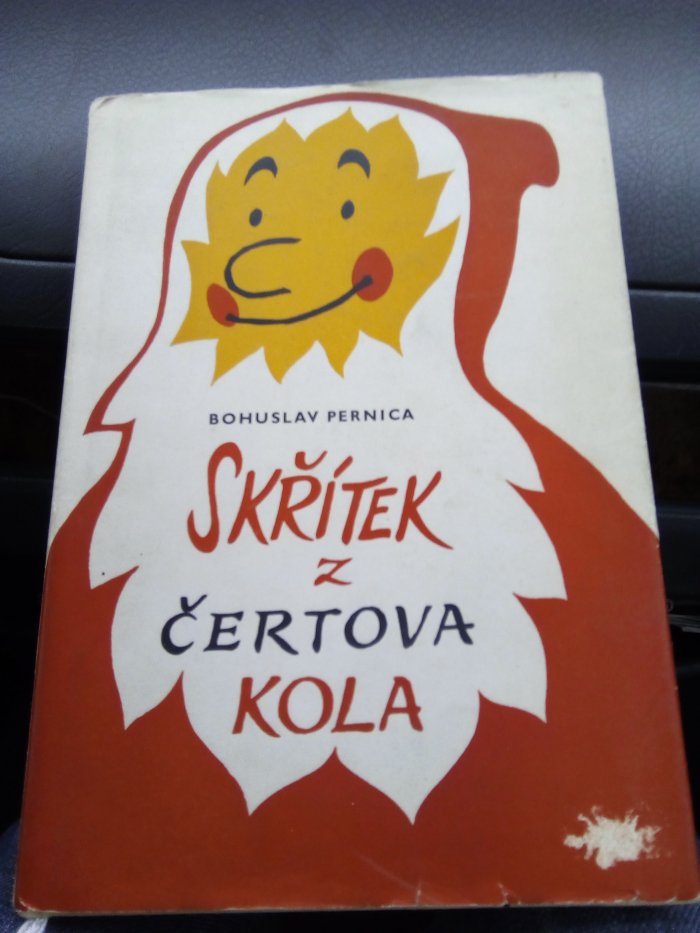 BOHUSLAV PERNICA
SKŘÍTEK
Z
ČERTOVA
KOLA